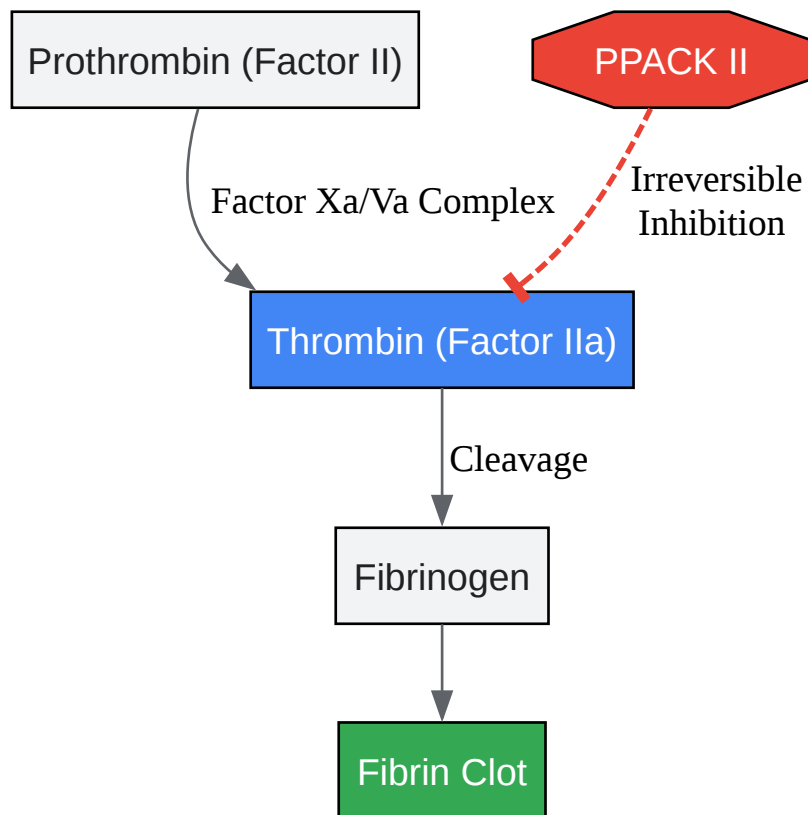 Prothrombin (Factor II)
PPACK II
Factor Xa/Va Complex
Irreversible
Inhibition
Thrombin (Factor IIa)
Cleavage
Fibrinogen
Fibrin Clot